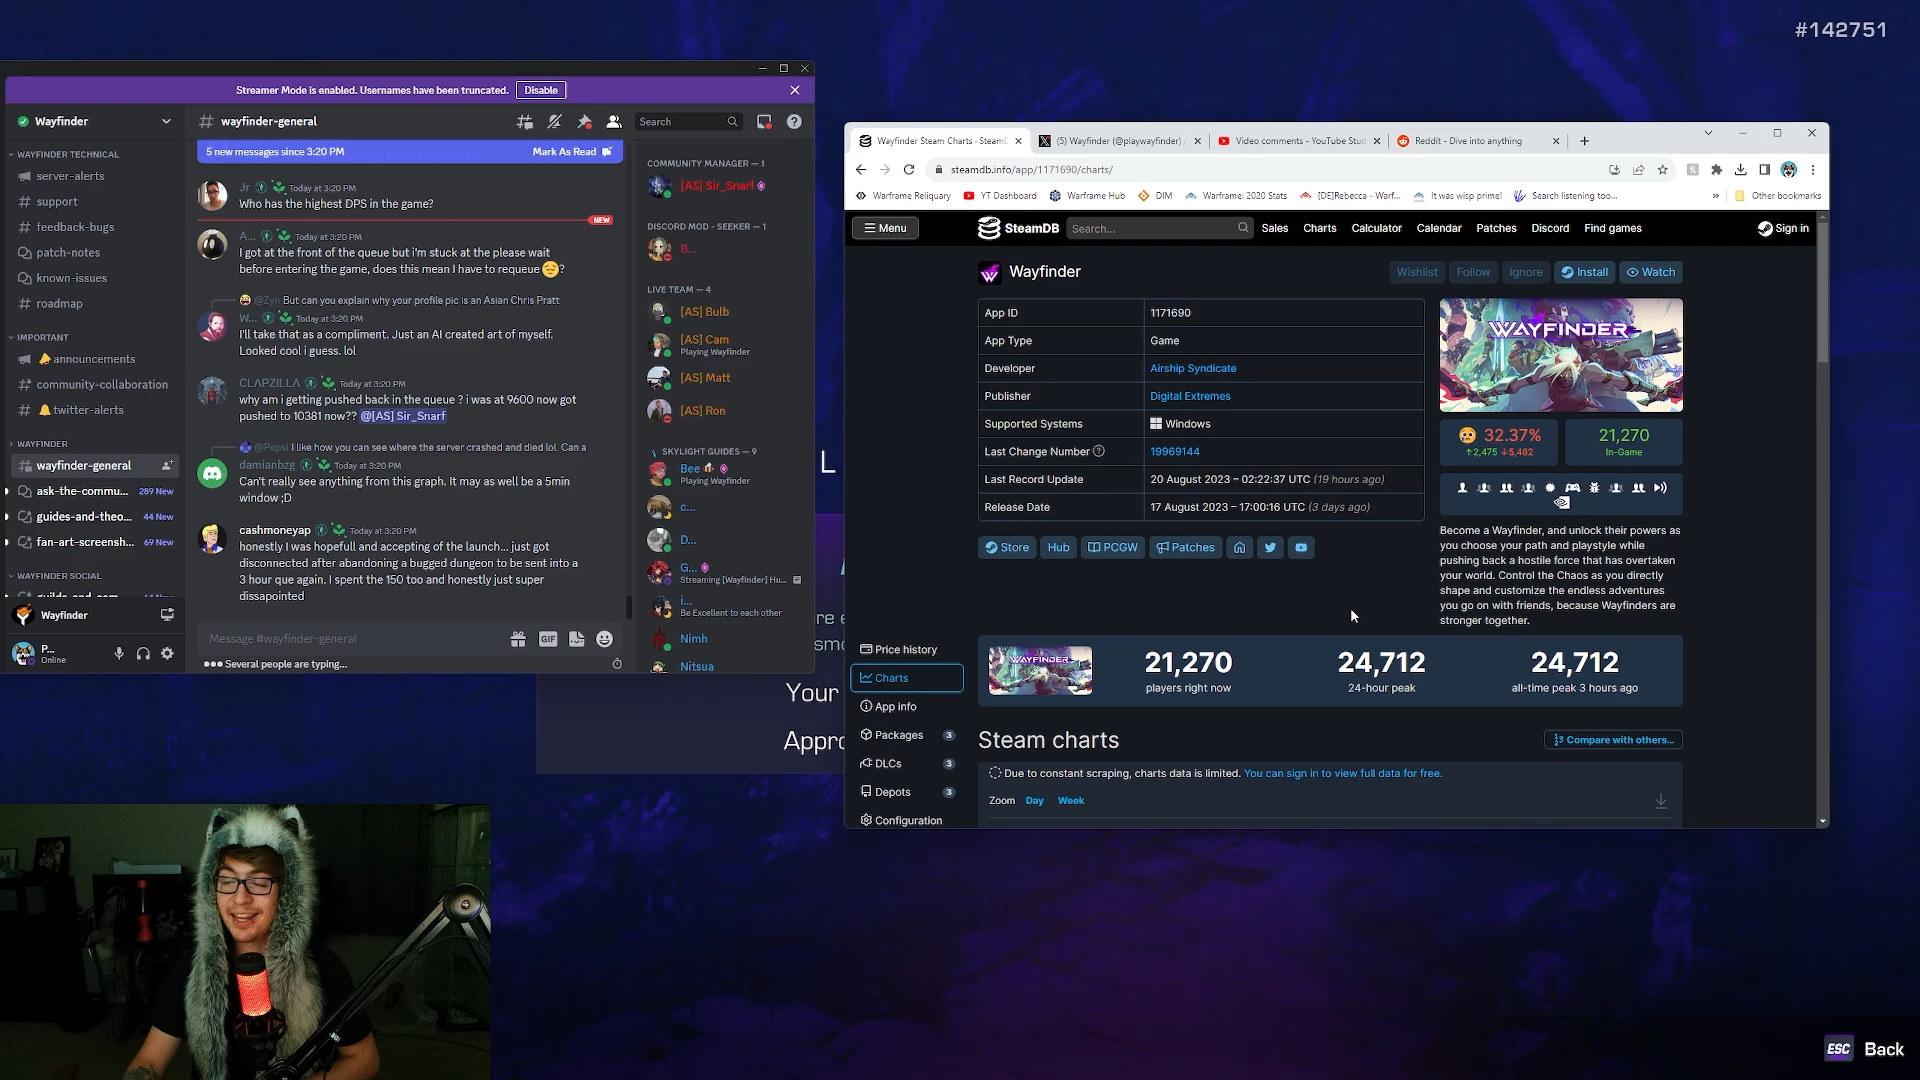 #142751
Streamer Mode is enabled. Usernames have been truncated. Disable
Wayfinder
# wayfinder-general
Search
WAYFINDER TECHNICAL
server-alerts
# support
# feedback-bugs
patch-notes
known-issues
# roadmap
IMPORTANT
announcements
community-collaboration
# twitter-alerts
WAYFINDER
wayfinder-general
ask-the-commu... 289 New
guides-and-theo... 44 New
fan-art-screensh... 69 New
WAYFINDER SOCIAL
Wayfinder
P...
Online
5 new messages since 3:20 PM Mark As Read
Jr Today at 3:20 PM
Who has the highest DPS in the game?
NEW
A... Today at 3:20 PM
I got at the front of the queue but i'm stuck at the please wait
before entering the game, does this mean I have to requeue ?
@Zyn But can you explain why your profile pic is an Asian Chris Pratt
W... Today at 3:20 PM
I'll take that as a compliment. Just an AI created art of myself.
Looked cool i guess. lol
CLAPZILLA Today at 3:20 PM
why am i getting pushed back in the queue ? i was at 9600 now got
pushed to 10381 now?? @[AS] Sir_Snarf
@Pepsi I like how you can see where the server crashed and died lol. Can a
damianbzg Today at 3:20 PM
Can't really see anything from this graph. It may as well be a 5min
window ;D
cashmoneyap Today at 3:20 PM
honestly I was hopefull and accepting of the launch... just got
disconnected after abandoning a bugged dungeon to be sent into a
3 hour que again. I spent the 150 too and honestly just super
dissapointed
Message #wayfinder-general
GIF
Several people are typing...
COMMUNITY MANAGER — 1
[AS] Sir_Snarf
DISCORD MOD - SEEKER — 1
B...
LIVE TEAM — 4
[AS] Bulb
[AS] Cam
Playing Wayfinder
[AS] Matt
[AS] Ron
SKYLIGHT GUIDES — 9
Bee
Playing Wayfinder
c...
D...
G...
Streaming [Wayfinder] Hu...
i...
Be Excellent to each other
Nimh
Nitsua
L
Your
Appro
Wayfinder Steam Charts - Steam
(5) Wayfinder (@playwayfinder) /
Video comments - YouTube Stud
Reddit - Dive into anything
steamdb.info/app/1171690/charts/
Warframe Reliquary
YT Dashboard
Warframe Hub
DIM
Warframe: 2020 Stats
[DE]Rebecca - Warf...
It was wisp prime!
Search listening too...
»
Other bookmarks
Menu
SteamDB
Search...
Sales Charts Calculator Calendar Patches Discord Find games
Sign in
Wayfinder
Wishlist Follow Ignore Install Watch
App ID 1171690
App Type Game
Developer Airship Syndicate
Publisher Digital Extremes
Supported Systems Windows
Last Change Number 19969144
Last Record Update 20 August 2023 – 02:22:37 UTC (19 hours ago)
Release Date 17 August 2023 – 17:00:16 UTC (3 days ago)
Store Hub PCGW Patches
WAYFINDER
32.37%
↑2,475 ↓5,482
21,270
In-Game
Become a Wayfinder, and unlock their powers as
you choose your path and playstyle while
pushing back a hostile force that has overtaken
your world. Control the Chaos as you directly
shape and customize the endless adventures
you go on with friends, because Wayfinders are
stronger together.
Price history
Charts
App info
Packages 3
DLCs 3
Depots 3
Configuration
WAYFINDER
21,270
players right now
24,712
24-hour peak
24,712
all-time peak 3 hours ago
Steam charts
Compare with others...
Due to constant scraping, charts data is limited. You can sign in to view full data for free.
Zoom Day Week
ESC Back